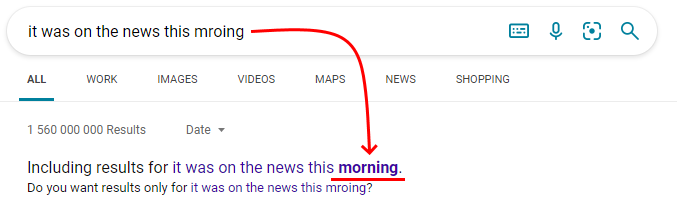 it was on the news this mroing
ALL WORK IMAGES VIDEOS MAPS NEWS SHOPPING
1 560 000 000 Results Date
Including results for it was on the news this morning.
Do you want results only for it was on the news this mroing?